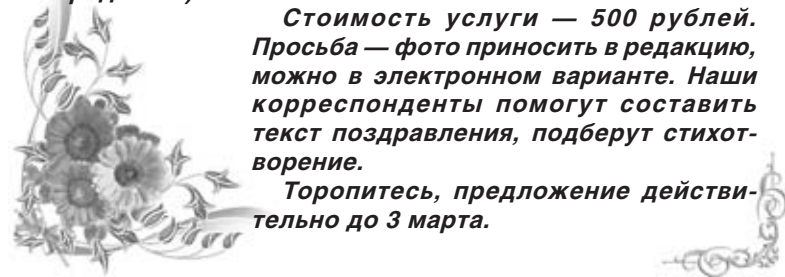 Стоимость услуги — 500 рублей.
Просьба — фото приносить в редакцию,
можно в электронном варианте. Наши
корреспонденты помогут составить
текст поздравления, подберут стихот-
ворение.
Торопитесь, предложение действи-
тельно до 3 марта.